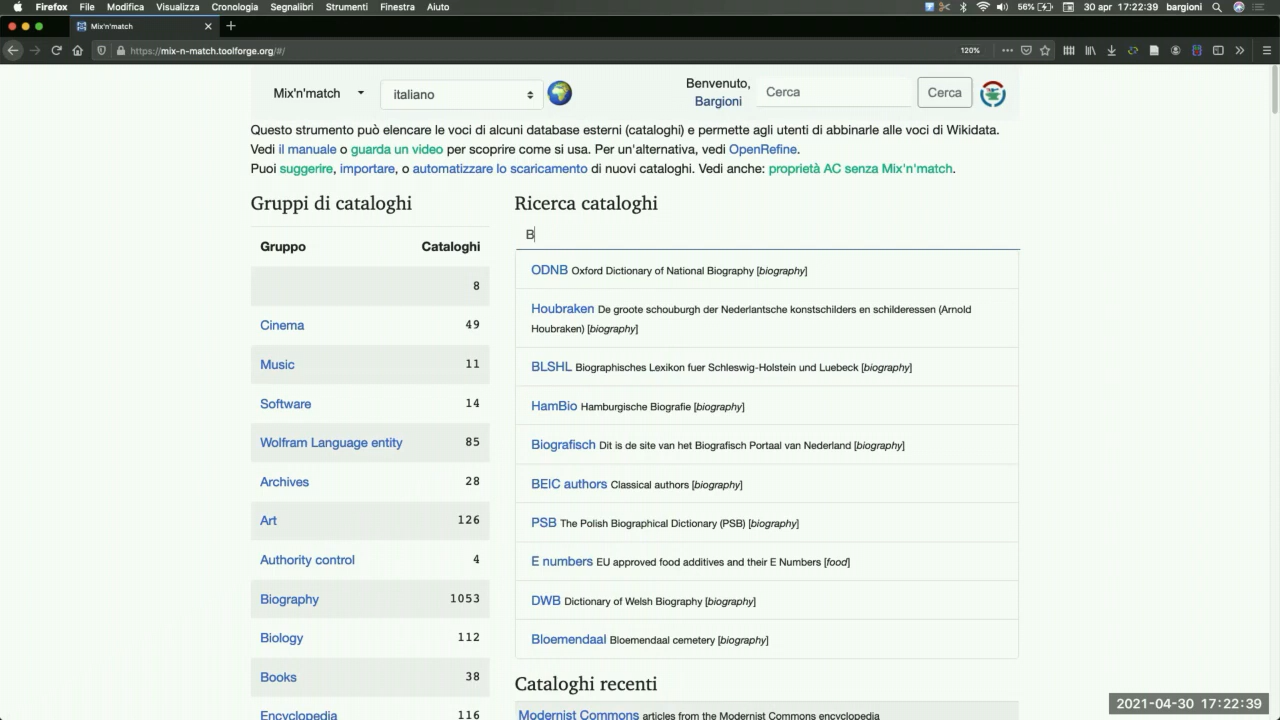 Firefox File Modifica Visualizza Cronologia Segnalibri Strumenti Finestra Aiuto 56% 30 apr 17:22:39 bargioni
Mix'n'match
https://mix-n-match.toolforge.org/#/ 120%
Mix'n'match italiano Benvenuto, Bargioni Cerca Cerca
Questo strumento può elencare le voci di alcuni database esterni (cataloghi) e permette agli utenti di abbinarle alle voci di Wikidata.
Vedi il manuale o guarda un video per scoprire come si usa. Per un'alternativa, vedi OpenRefine.
Puoi suggerire, importare, o automatizzare lo scaricamento di nuovi cataloghi. Vedi anche: proprietà AC senza Mix'n'match.
Gruppi di cataloghi
Gruppo Cataloghi
8
Cinema 49
Music 11
Software 14
Wolfram Language entity 85
Archives 28
Art 126
Authority control 4
Biography 1053
Biology 112
Books 38
Encyclopedia 116
Ricerca cataloghi
B
ODNB Oxford Dictionary of National Biography [biography]
Houbraken De groote schouburgh der Nederlantsche konstschilders en schilderessen (Arnold
Houbraken) [biography]
BLSHL Biographisches Lexikon fuer Schleswig-Holstein und Luebeck [biography]
HamBio Hamburgische Biografie [biography]
Biografisch Dit is de site van het Biografisch Portaal van Nederland [biography]
BEIC authors Classical authors [biography]
PSB The Polish Biographical Dictionary (PSB) [biography]
E numbers EU approved food additives and their E Numbers [food]
DWB Dictionary of Welsh Biography [biography]
Bloemendaal Bloemendaal cemetery [biography]
Cataloghi recenti
Modernist Commons articles from the Modernist Commons encyclopedia
2021-04-30 17:22:39